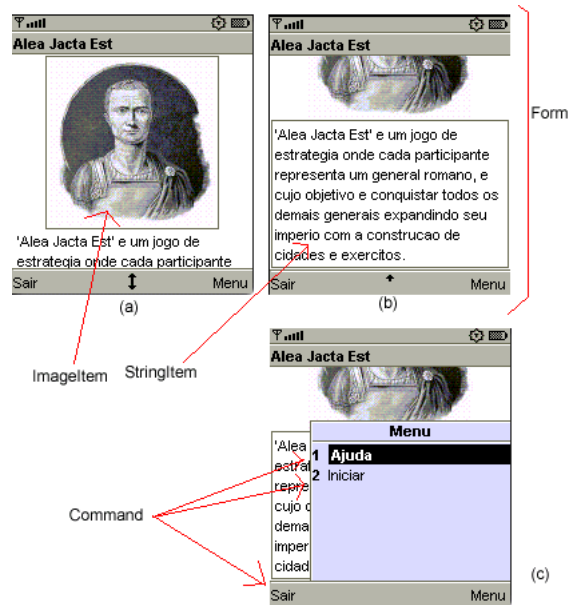 Alea Jacta Est
'Alea Jacta Est' e um jogo de
estrategia onde cada participante
Sair
Menu
(a)
Alea Jacta Est
'Alea Jacta Est' e um jogo de
estrategia onde cada participante
representa um general romano, e
cujo objetivo e conquistar todos os
demais generais expandindo seu
imperio com a construcao de
cidades e exercitos.
Sair
Menu
(b)
Form
ImageItem
StringItem
Alea Jacta Est
'Alea
estrat
repre
cujo c
dema
imper
cidad
Menu
1 Ajuda
2 Iniciar
Sair
Menu
Command
(c)